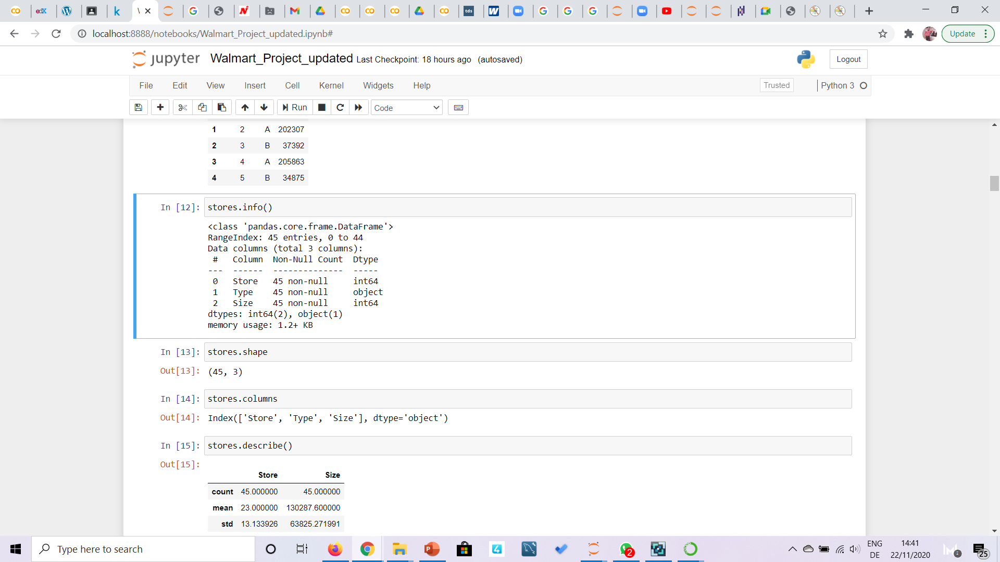 edX
k
\
tds
W
localhost:8888/notebooks/Walmart_Project_updated.ipynb#
Update
jupyter Walmart_Project_updated Last Checkpoint: 18 hours ago (autosaved)
Logout
File Edit View Insert Cell Kernel Widgets Help
Trusted
Python 3
Run
Code
1 2 A 202307
2 3 B 37392
3 4 A 205863
4 5 B 34875
In [12]: stores.info()
<class 'pandas.core.frame.DataFrame'>
RangeIndex: 45 entries, 0 to 44
Data columns (total 3 columns):
# Column Non-Null Count Dtype
--- ------ -------------- -----
0 Store 45 non-null int64
1 Type 45 non-null object
2 Size 45 non-null int64
dtypes: int64(2), object(1)
memory usage: 1.2+ KB
In [13]: stores.shape
Out[13]: (45, 3)
In [14]: stores.columns
Out[14]: Index(['Store', 'Type', 'Size'], dtype='object')
In [15]: stores.describe()
Out[15]:
Store Size
count 45.000000 45.000000
mean 23.000000 130287.600000
std 13.133926 63825.271991
Type here to search
P
4
2
ENG
DE
14:41
22/11/2020
3
25